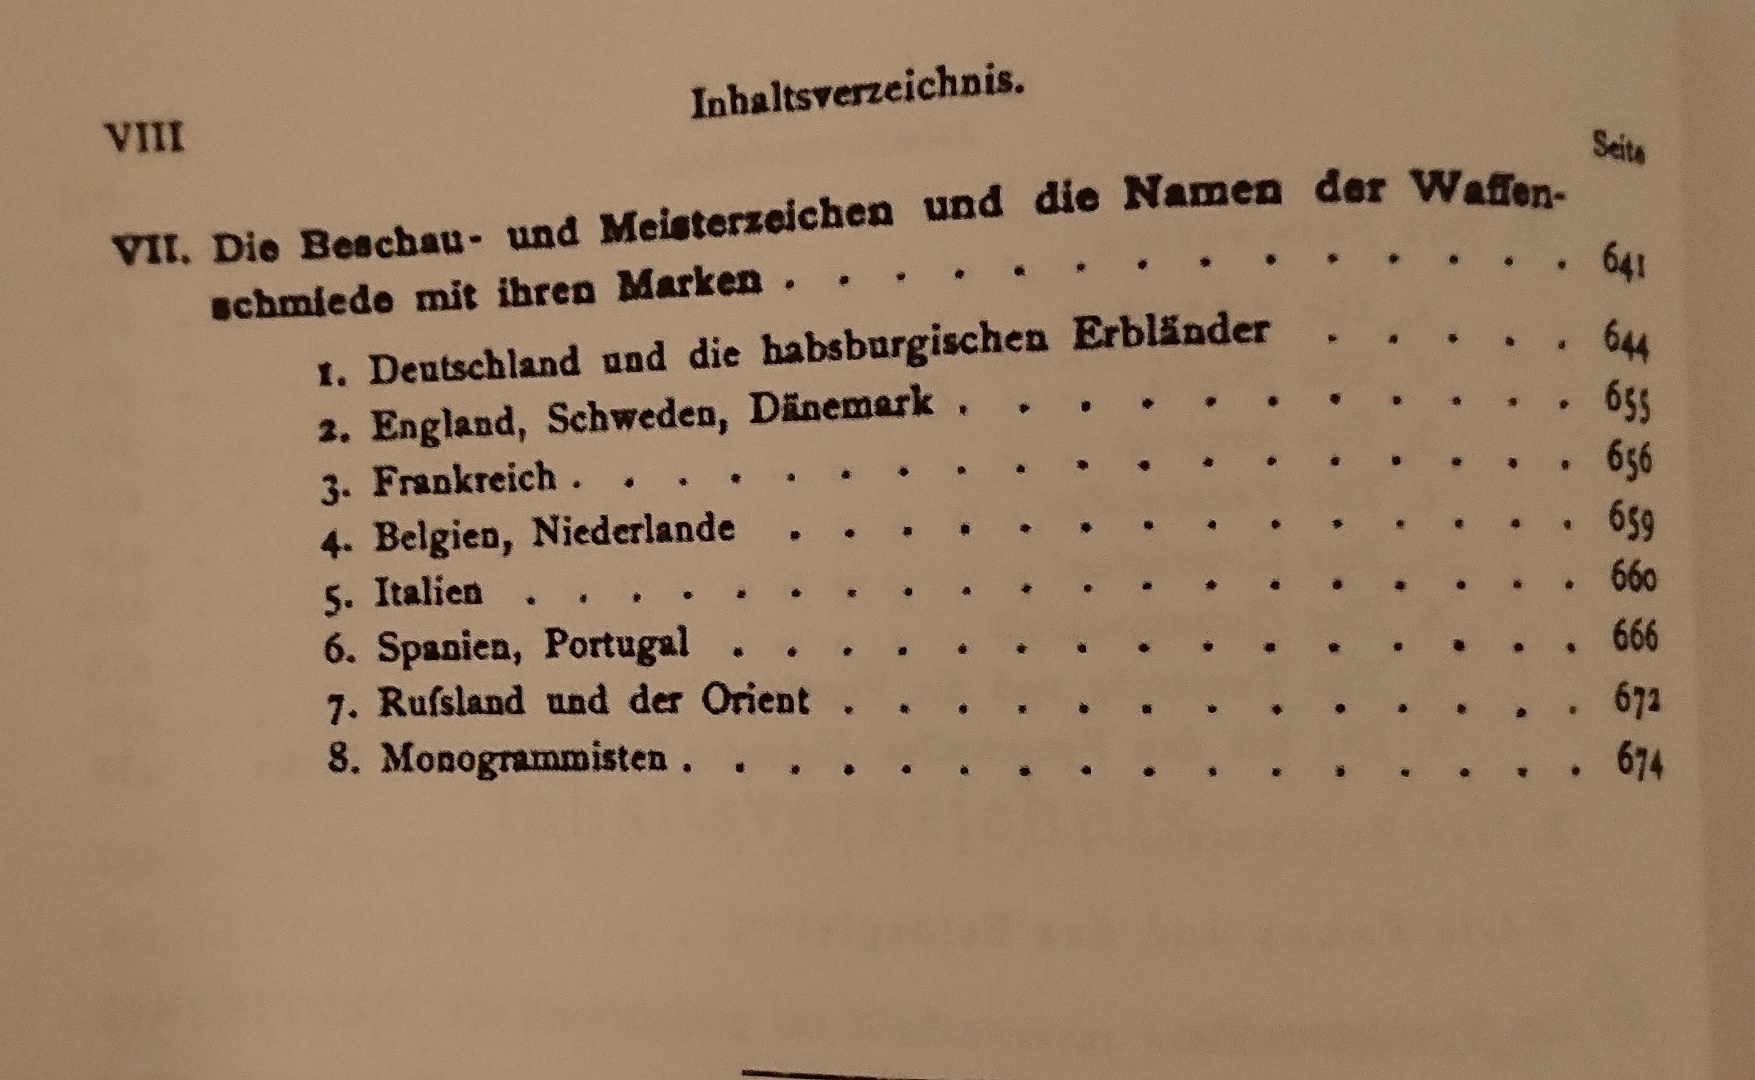 VIII
Inhaltsverzeichnis.
Seite
VII. Die Beschau- und Meisterzeichen und die Namen der Waffen-
schmiede mit ihren Marken . . . . . . . . . . . . . . 641
1. Deutschland und die habsburgischen Erbländer . . . . . 644
2. England, Schweden, Dänemark . . . . . . . . . . . 655
3. Frankreich . . . . . . . . . . . . . . . . . . 656
4. Belgien, Niederlande . . . . . . . . . . . . . . 659
5. Italien . . . . . . . . . . . . . . . . . . . 660
6. Spanien, Portugal . . . . . . . . . . . . . . . 666
7. Ruſsland und der Orient . . . . . . . . . . . . . 672
8. Monogrammisten . . . . . . . . . . . . . . . . 674